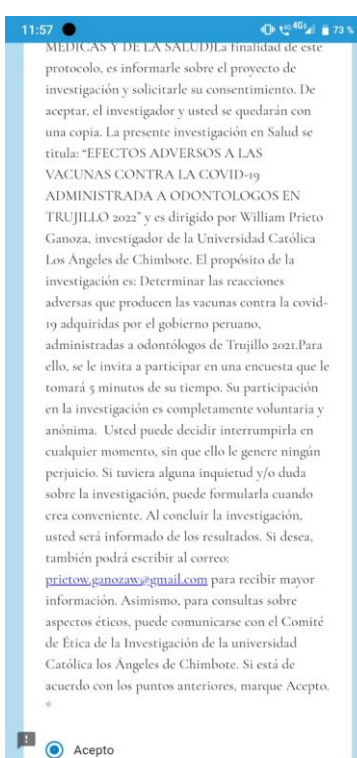 11:57
4G 73 %
MEDICAS Y DE LA SALUD)La finalidad de este
protocolo, es informarle sobre el proyecto de
investigación y solicitarle su consentimiento. De
aceptar, el investigador y usted se quedarán con
una copia. La presente investigación en Salud se
titula: “EFECTOS ADVERSOS A LAS
VACUNAS CONTRA LA COVID-19
ADMINISTRADA A ODONTOLOGOS EN
TRUJILLO 2022” y es dirigido por William Prieto
Ganoza, investigador de la Universidad Católica
Los Ángeles de Chimbote. El propósito de la
investigación es: Determinar las reacciones
adversas que producen las vacunas contra la covid-
19 adquiridas por el gobierno peruano,
administradas a odontólogos de Trujillo 2021.Para
ello, se le invita a participar en una encuesta que le
tomará 5 minutos de su tiempo. Su participación
en la investigación es completamente voluntaria y
anónima. Usted puede decidir interrumpirla en
cualquier momento, sin que ello le genere ningún
perjuicio. Si tuviera alguna inquietud y/o duda
sobre la investigación, puede formularla cuando
crea conveniente. Al concluir la investigación,
usted será informado de los resultados. Si desea,
también podrá escribir al correo:
prietow.ganozaw@gmail.com para recibir mayor
información. Asimismo, para consultas sobre
aspectos éticos, puede comunicarse con el Comité
de Ética de la Investigación de la universidad
Católica los Ángeles de Chimbote. Si está de
acuerdo con los puntos anteriores, marque Acepto.
*
Acepto